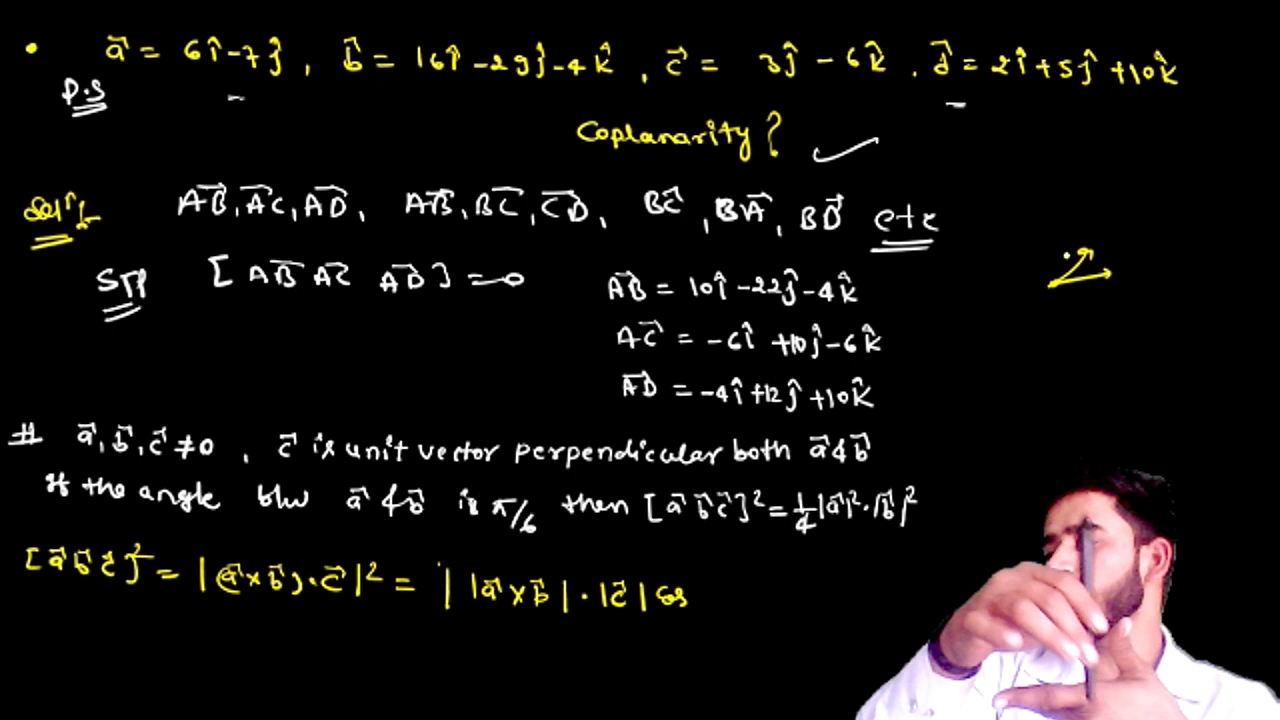 • a⃗ = 6î-7ĵ, b⃗ = 16î-29ĵ-4k̂, c⃗ = 3ĵ-6k̂. d⃗ = 2î+5ĵ+10k̂
P.S
Coplanarity?
Solⁿ:- AB⃗, AC⃗, AD⃗, AB⃗, BC⃗, CD⃗, BC⃗, BA⃗, BD⃗ etc
STP [AB⃗ AC⃗ AD⃗] = 0
AB⃗ = 10î-22ĵ-4k̂
AC⃗ = -6î+10ĵ-6k̂
AD⃗ = -4î+12ĵ+10k̂
# a⃗, b⃗, c⃗ ≠ 0, c⃗ is unit vector perpendicular both a⃗ & b⃗
If the angle b/w a⃗ & b⃗ is π/6 then [a⃗ b⃗ c⃗]² = 1/4 |a⃗|²·|b⃗|²
[a⃗ b⃗ c⃗]² = |(a⃗×b⃗)·c⃗|² = | |a⃗×b⃗|·|c⃗| cos